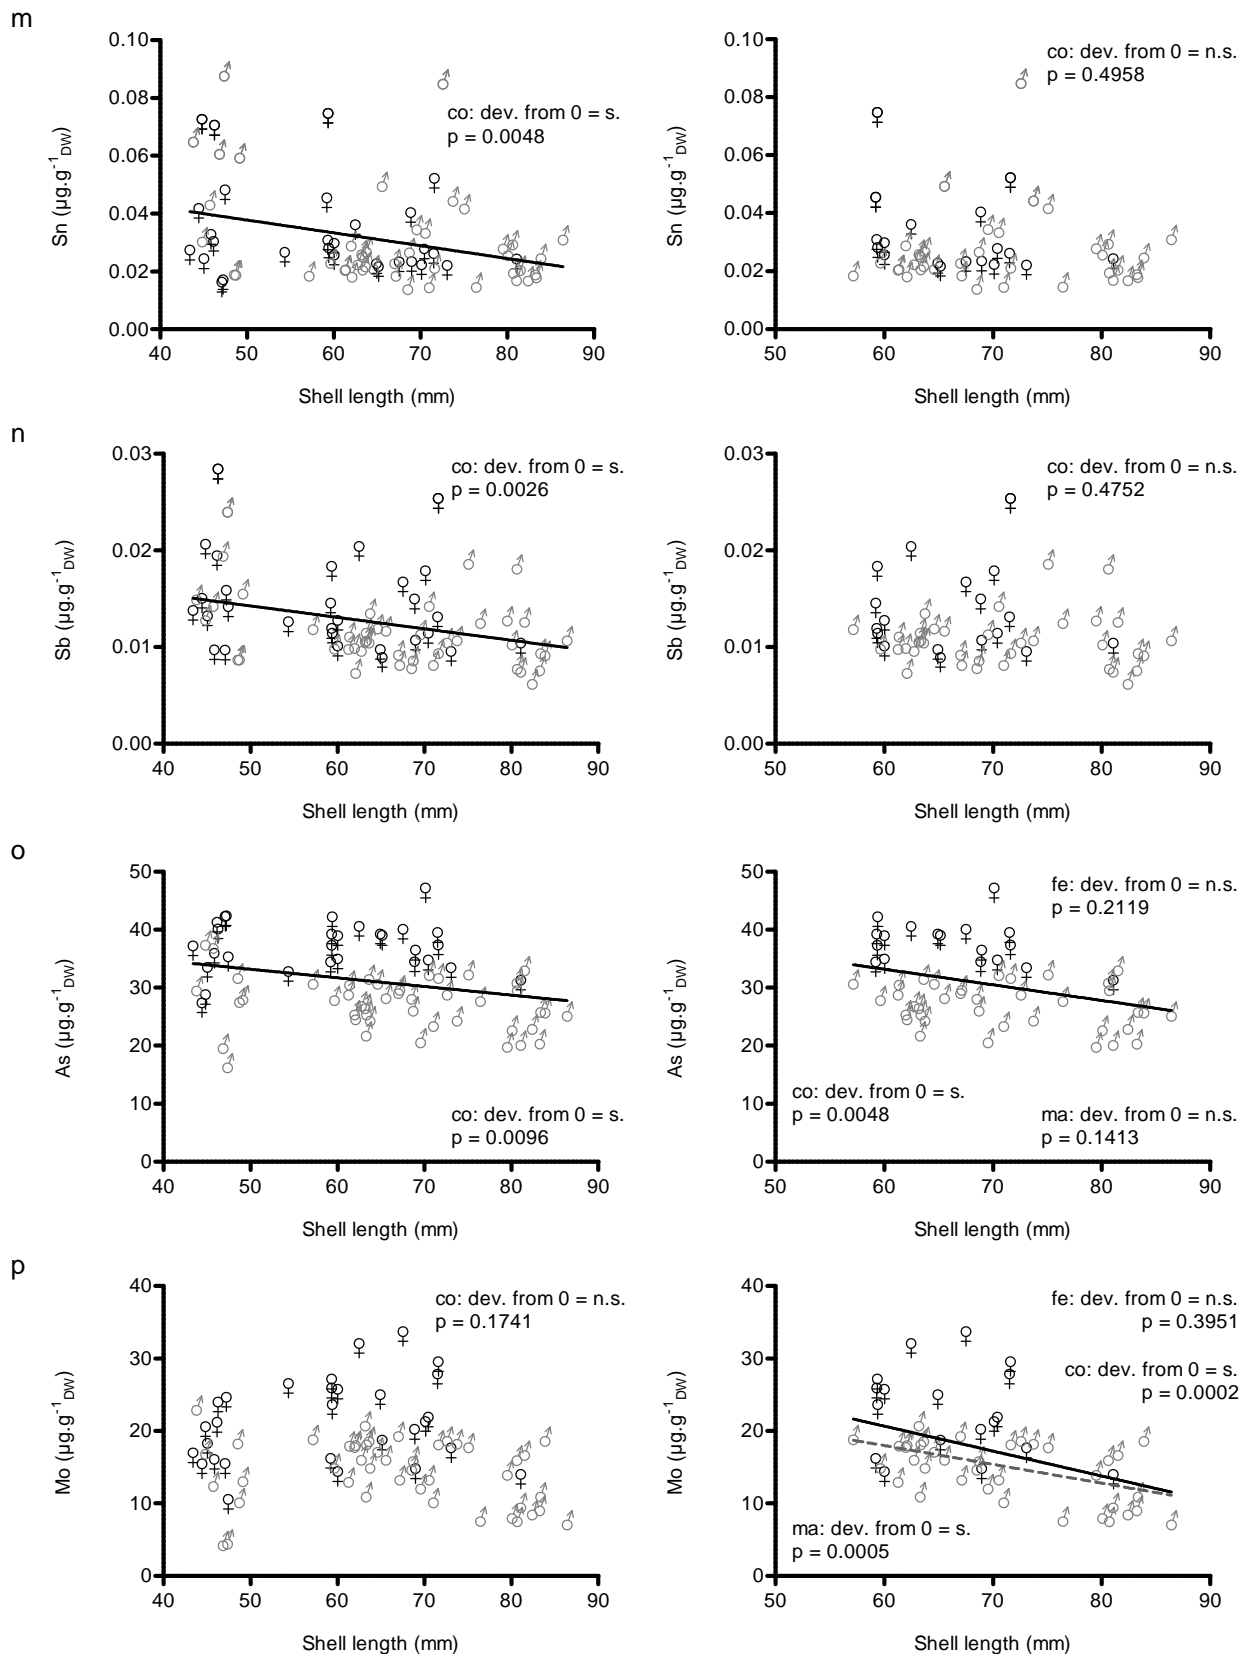 m
0.10
0.08
0.06
0.04
0.02
0.00
Sn (µg.g⁻¹DW)
co: dev. from 0 = s.
p = 0.0048
40 50 60 70 80 90
Shell length (mm)
0.10
0.08
0.06
0.04
0.02
0.00
Sn (µg.g⁻¹DW)
co: dev. from 0 = n.s.
p = 0.4958
50 60 70 80 90
Shell length (mm)
n
0.03
0.02
0.01
0.00
Sb (µg.g⁻¹DW)
co: dev. from 0 = s.
p = 0.0026
40 50 60 70 80 90
Shell length (mm)
0.03
0.02
0.01
0.00
Sb (µg.g⁻¹DW)
co: dev. from 0 = n.s.
p = 0.4752
50 60 70 80 90
Shell length (mm)
o
50
40
30
20
10
0
As (µg.g⁻¹DW)
co: dev. from 0 = s.
p = 0.0096
40 50 60 70 80 90
Shell length (mm)
50
40
30
20
10
0
As (µg.g⁻¹DW)
fe: dev. from 0 = n.s.
p = 0.2119
co: dev. from 0 = s.
p = 0.0048
ma: dev. from 0 = n.s.
p = 0.1413
50 60 70 80 90
Shell length (mm)
p
40
30
20
10
0
Mo (µg.g⁻¹DW)
co: dev. from 0 = n.s.
p = 0.1741
40 50 60 70 80 90
Shell length (mm)
40
30
20
10
0
Mo (µg.g⁻¹DW)
fe: dev. from 0 = n.s.
p = 0.3951
co: dev. from 0 = s.
p = 0.0002
ma: dev. from 0 = s.
p = 0.0005
50 60 70 80 90
Shell length (mm)